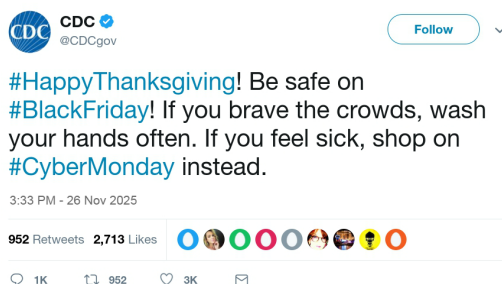 CDC
CDC
@CDCgov
Follow
#HappyThanksgiving! Be safe on
#BlackFriday! If you brave the crowds, wash
your hands often. If you feel sick, shop on
#CyberMonday instead.
3:33 PM - 26 Nov 2025
952 Retweets 2,713 Likes
1K 952 3K